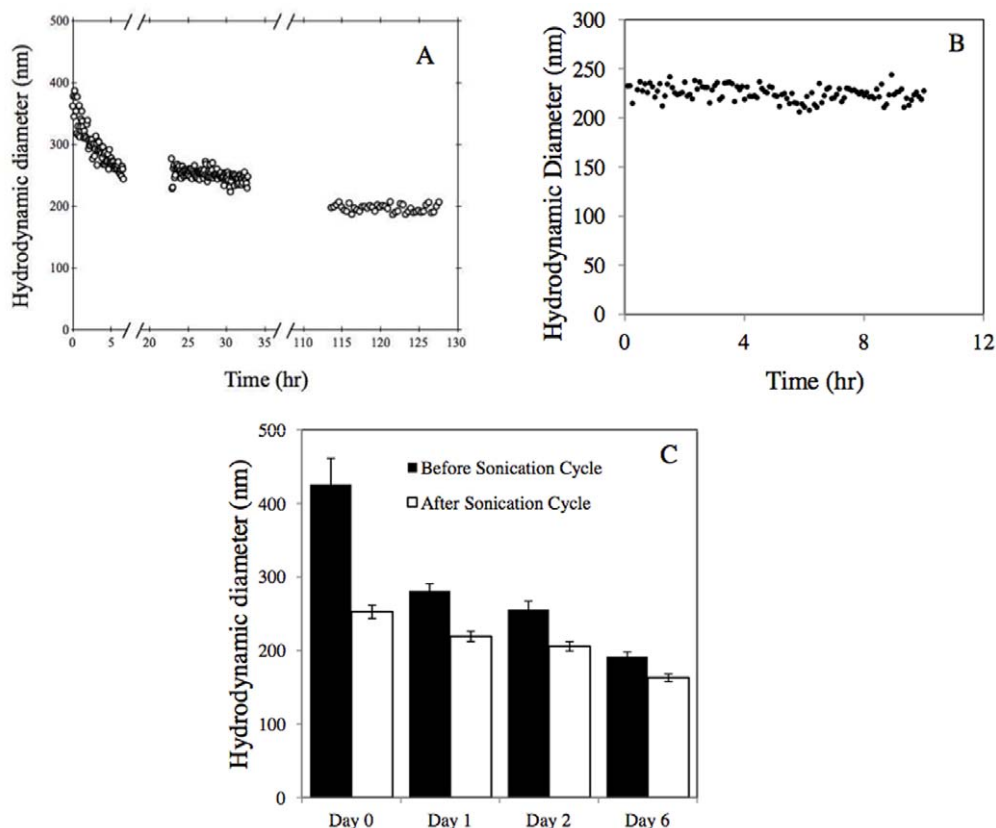 A
Hydrodynamic diameter (nm)
500
400
300
200
100
0
0 5 20 25 30 35 110 115 120 125 130
Time (hr)
B
Hydrodynamic Diameter (nm)
300
250
200
150
100
50
0
0 4 8 12
Time (hr)
C
Hydrodynamic diameter (nm)
500
400
300
200
100
0
Before Sonication Cycle
After Sonication Cycle
Day 0 Day 1 Day 2 Day 6